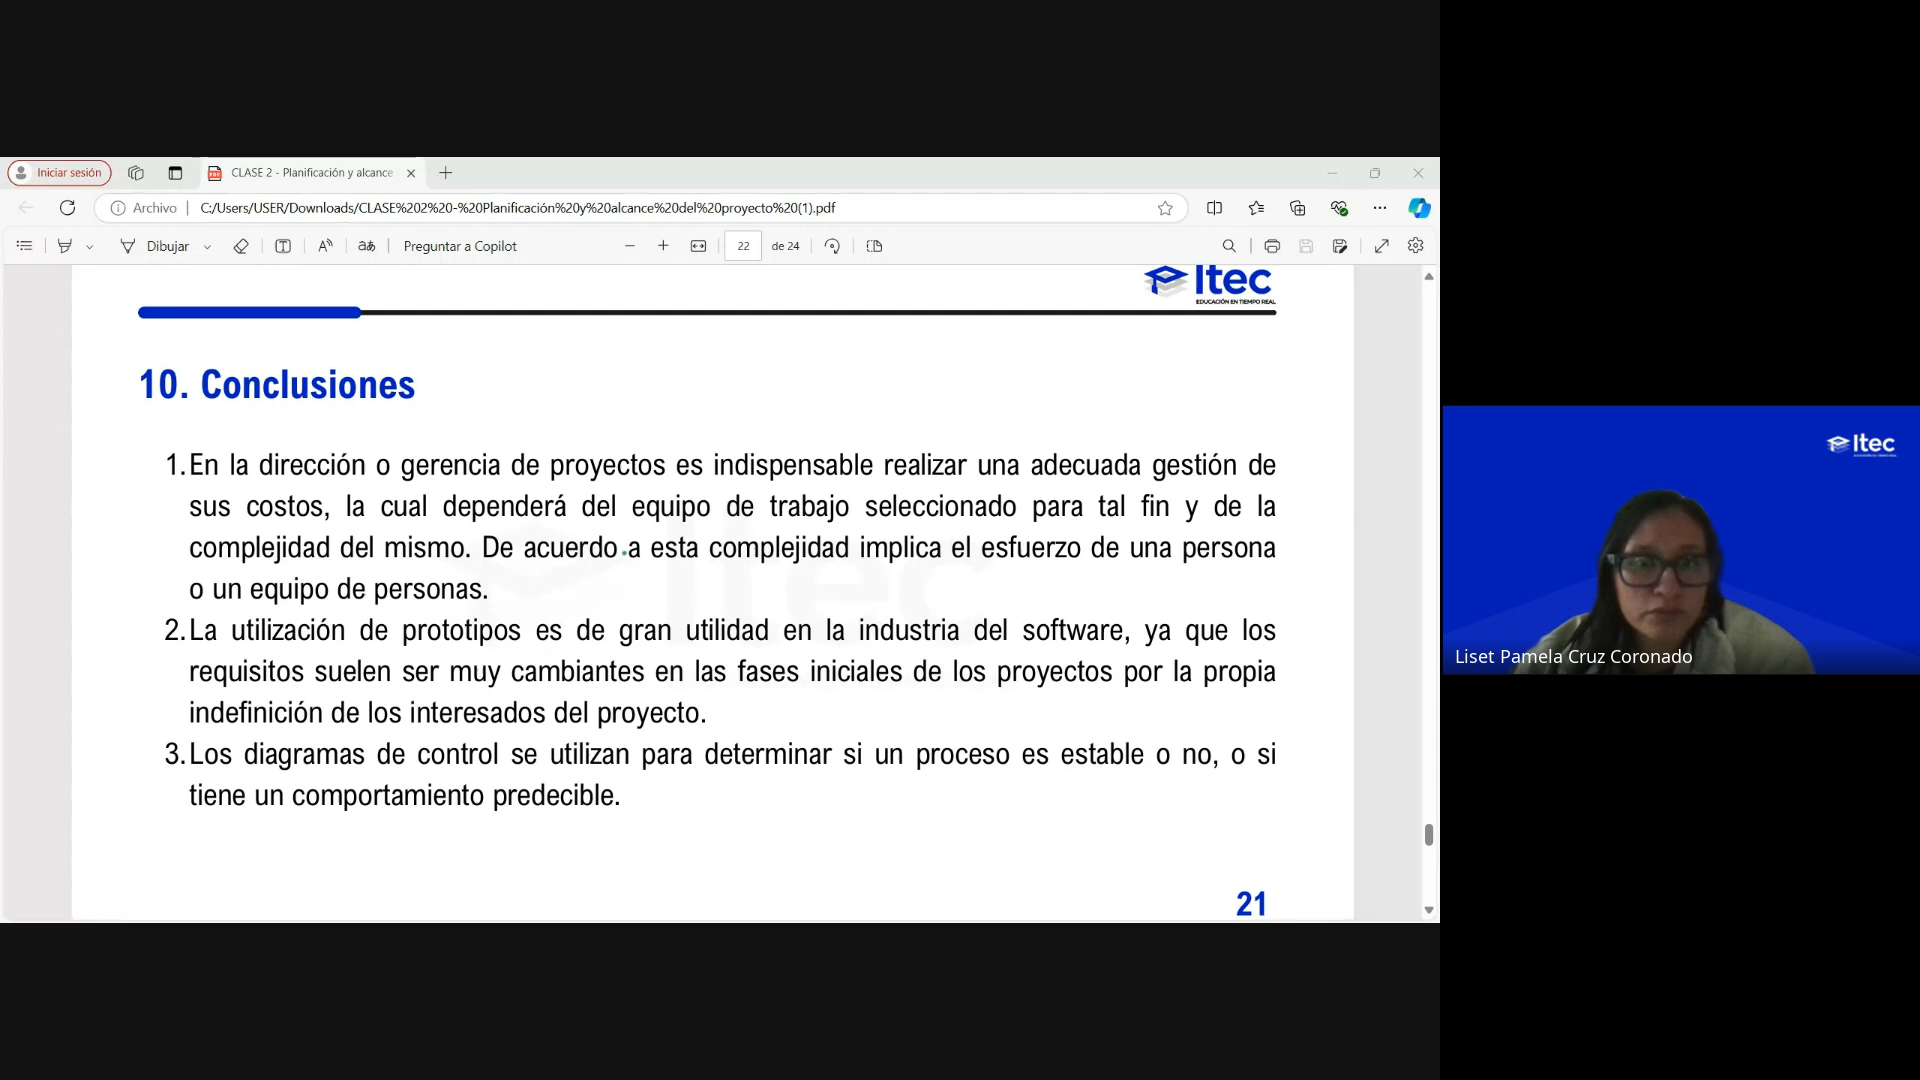 Iniciar sesión
CLASE 2 - Planificación y alcance
Archivo
C:/Users/USER/Downloads/CLASE%202%20-%20Planificación%20y%20alcance%20del%20proyecto%20(1).pdf
Dibujar
aあ
Preguntar a Copilot
22 de 24
Itec
EDUCACIÓN EN TIEMPO REAL
10. Conclusiones
1. En la dirección o gerencia de proyectos es indispensable realizar una adecuada gestión de
sus costos, la cual dependerá del equipo de trabajo seleccionado para tal fin y de la
complejidad del mismo. De acuerdo a esta complejidad implica el esfuerzo de una persona
o un equipo de personas.
2. La utilización de prototipos es de gran utilidad en la industria del software, ya que los
requisitos suelen ser muy cambiantes en las fases iniciales de los proyectos por la propia
indefinición de los interesados del proyecto.
3. Los diagramas de control se utilizan para determinar si un proceso es estable o no, o si
tiene un comportamiento predecible.
21
Itec
Liset Pamela Cruz Coronado